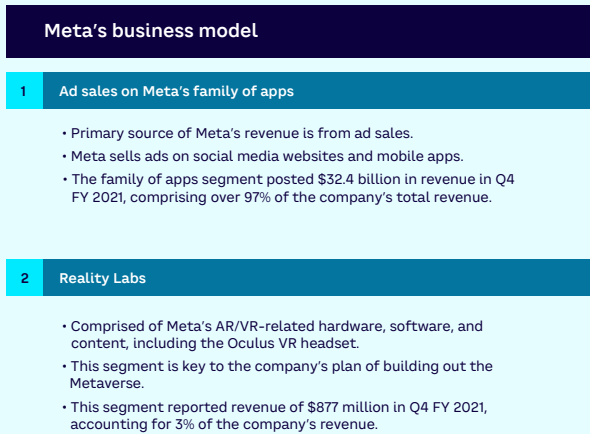 Meta's business model
1 Ad sales on Meta's family of apps
• Primary source of Meta's revenue is from ad sales.
• Meta sells ads on social media websites and mobile apps.
• The family of apps segment posted $32.4 billion in revenue in Q4
FY 2021, comprising over 97% of the company's total revenue.
2 Reality Labs
• Comprised of Meta's AR/VR-related hardware, software, and
content, including the Oculus VR headset.
• This segment is key to the company's plan of building out the
Metaverse.
• This segment reported revenue of $877 million in Q4 FY 2021,
accounting for 3% of the company's revenue.